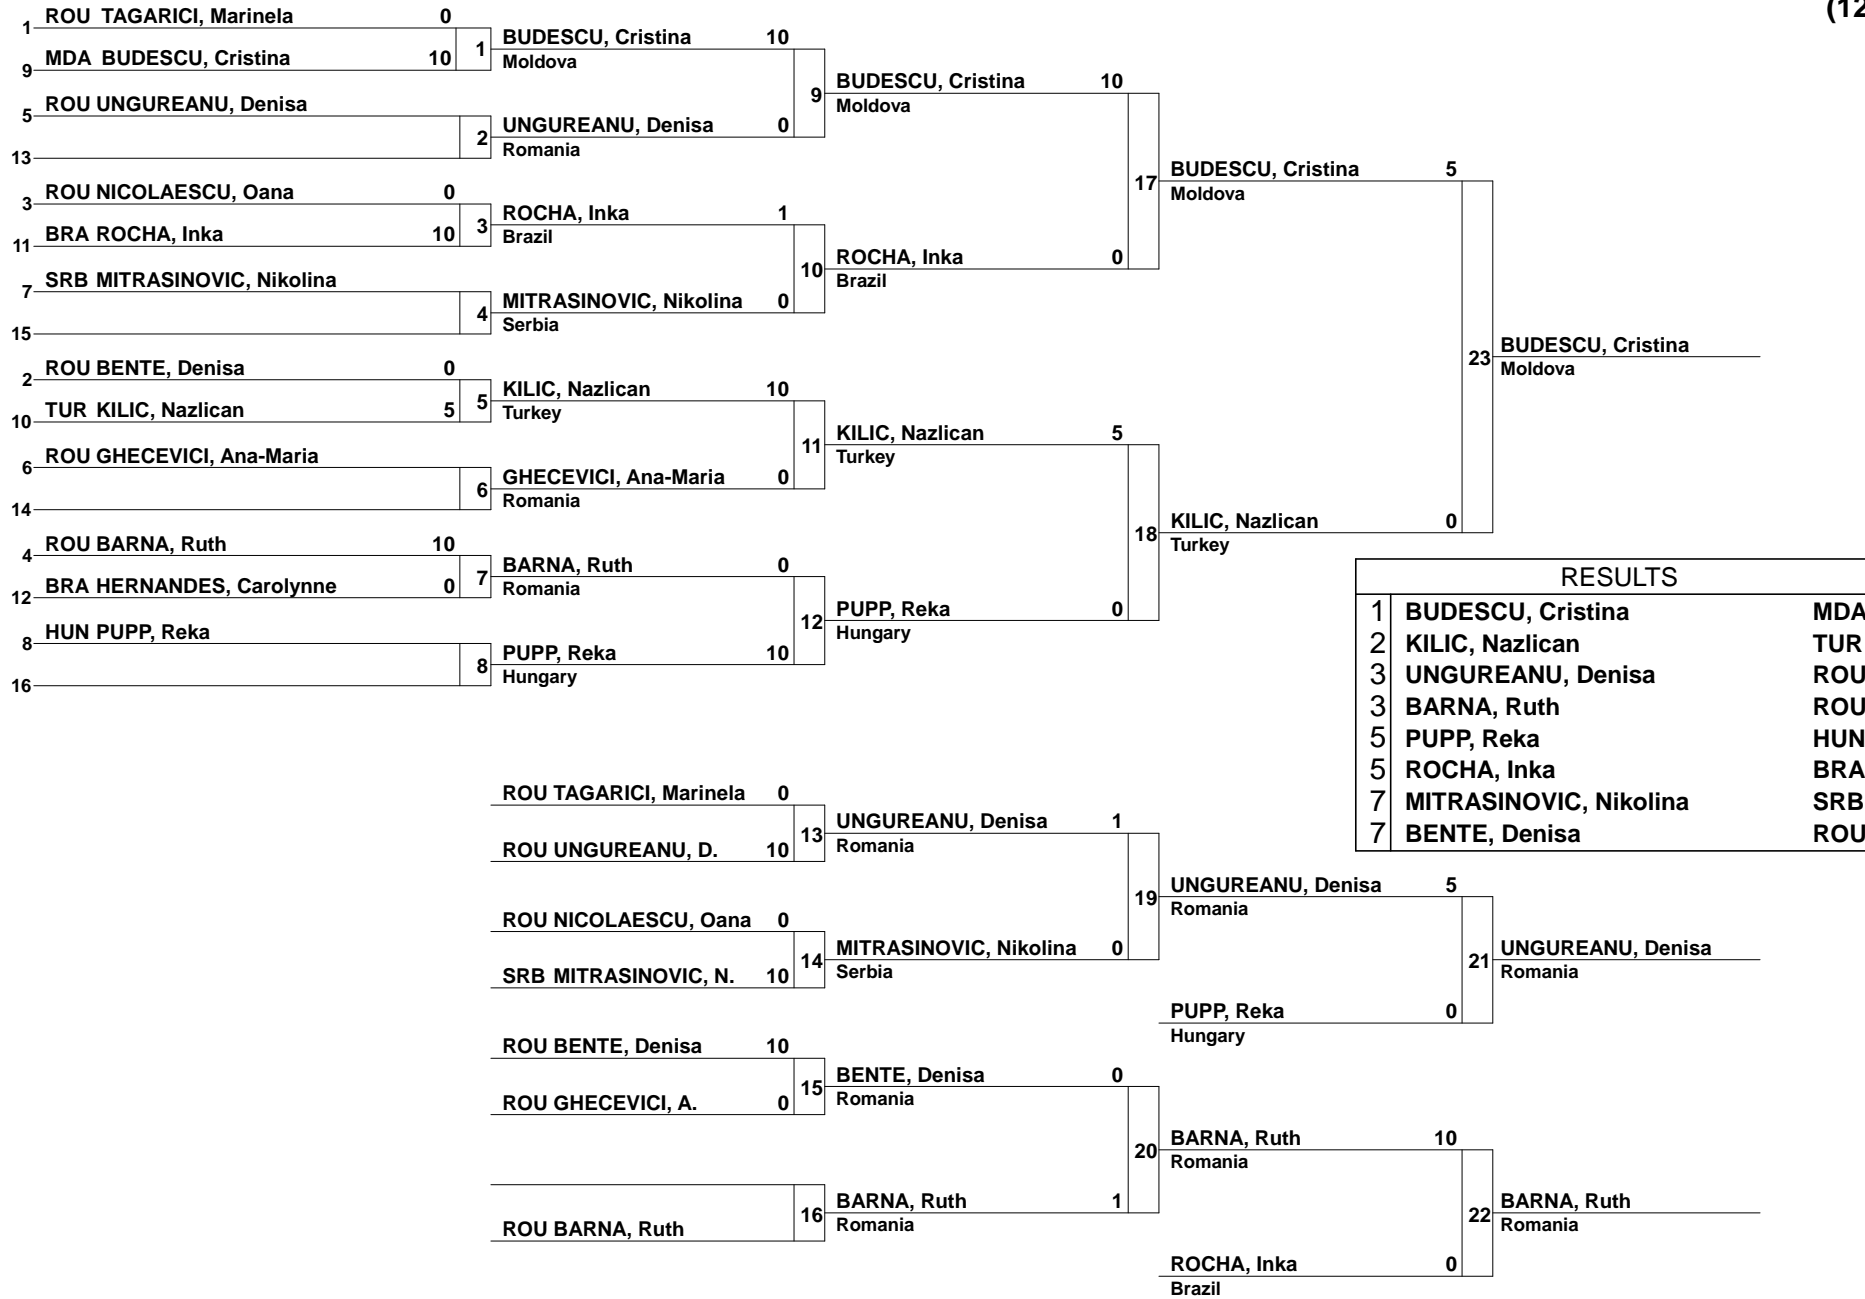 (12
1 ROU TAGARICI, Marinela 0
9 MDA BUDESCU, Cristina 10
1
BUDESCU, Cristina 10
Moldova
5 ROU UNGUREANU, Denisa
13
2
UNGUREANU, Denisa 0
Romania
9
BUDESCU, Cristina 10
Moldova
3 ROU NICOLAESCU, Oana 0
11 BRA ROCHA, Inka 10
3
ROCHA, Inka 1
Brazil
7 SRB MITRASINOVIC, Nikolina
15
4
MITRASINOVIC, Nikolina 0
Serbia
10
ROCHA, Inka 0
Brazil
17
BUDESCU, Cristina 5
Moldova
2 ROU BENTE, Denisa 0
10 TUR KILIC, Nazlican 5
5
KILIC, Nazlican 10
Turkey
6 ROU GHECEVICI, Ana-Maria
14
6
GHECEVICI, Ana-Maria 0
Romania
11
KILIC, Nazlican 5
Turkey
4 ROU BARNA, Ruth 10
12 BRA HERNANDES, Carolynne 0
7
BARNA, Ruth 0
Romania
8 HUN PUPP, Reka
16
8
PUPP, Reka 10
Hungary
12
PUPP, Reka 0
Hungary
18
KILIC, Nazlican 0
Turkey
23
BUDESCU, Cristina
Moldova
RESULTS
1 BUDESCU, Cristina MDA
2 KILIC, Nazlican TUR
3 UNGUREANU, Denisa ROU
3 BARNA, Ruth ROU
5 PUPP, Reka HUN
5 ROCHA, Inka BRA
7 MITRASINOVIC, Nikolina SRB
7 BENTE, Denisa ROU
ROU TAGARICI, Marinela 0
ROU UNGUREANU, D. 10
13
UNGUREANU, Denisa 1
Romania
ROU NICOLAESCU, Oana 0
SRB MITRASINOVIC, N. 10
14
MITRASINOVIC, Nikolina 0
Serbia
19
UNGUREANU, Denisa 5
Romania
PUPP, Reka 0
Hungary
21
UNGUREANU, Denisa
Romania
ROU BENTE, Denisa 10
ROU GHECEVICI, A. 0
15
BENTE, Denisa 0
Romania
ROU BARNA, Ruth
16
BARNA, Ruth 1
Romania
20
BARNA, Ruth 10
Romania
ROCHA, Inka 0
Brazil
22
BARNA, Ruth
Romania